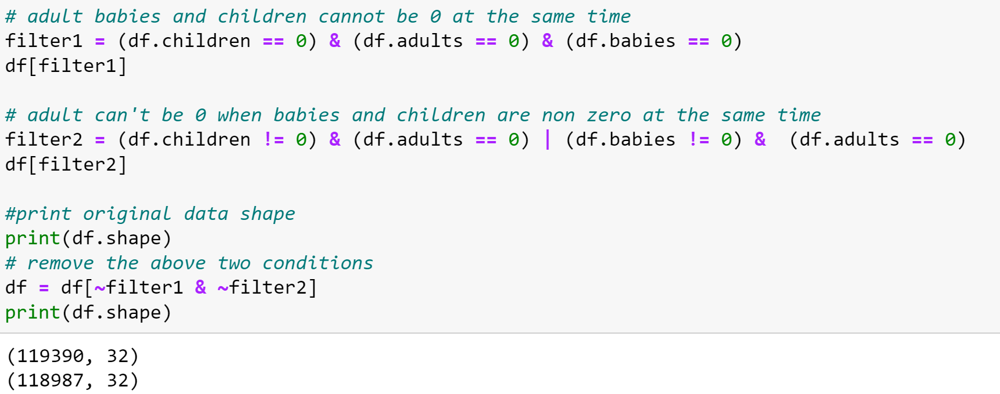 # adult babies and children cannot be 0 at the same time
filter1 = (df.children == 0) & (df.adults == 0) & (df.babies == 0)
df[filter1]
# adult can't be 0 when babies and children are non zero at the same time
filter2 = (df.children != 0) & (df.adults == 0) | (df.babies != 0) &  (df.adults == 0)
df[filter2]
#print original data shape
print(df.shape)
# remove the above two conditions
df = df[~filter1 & ~filter2]
print(df.shape)
(119390, 32)
(118987, 32)